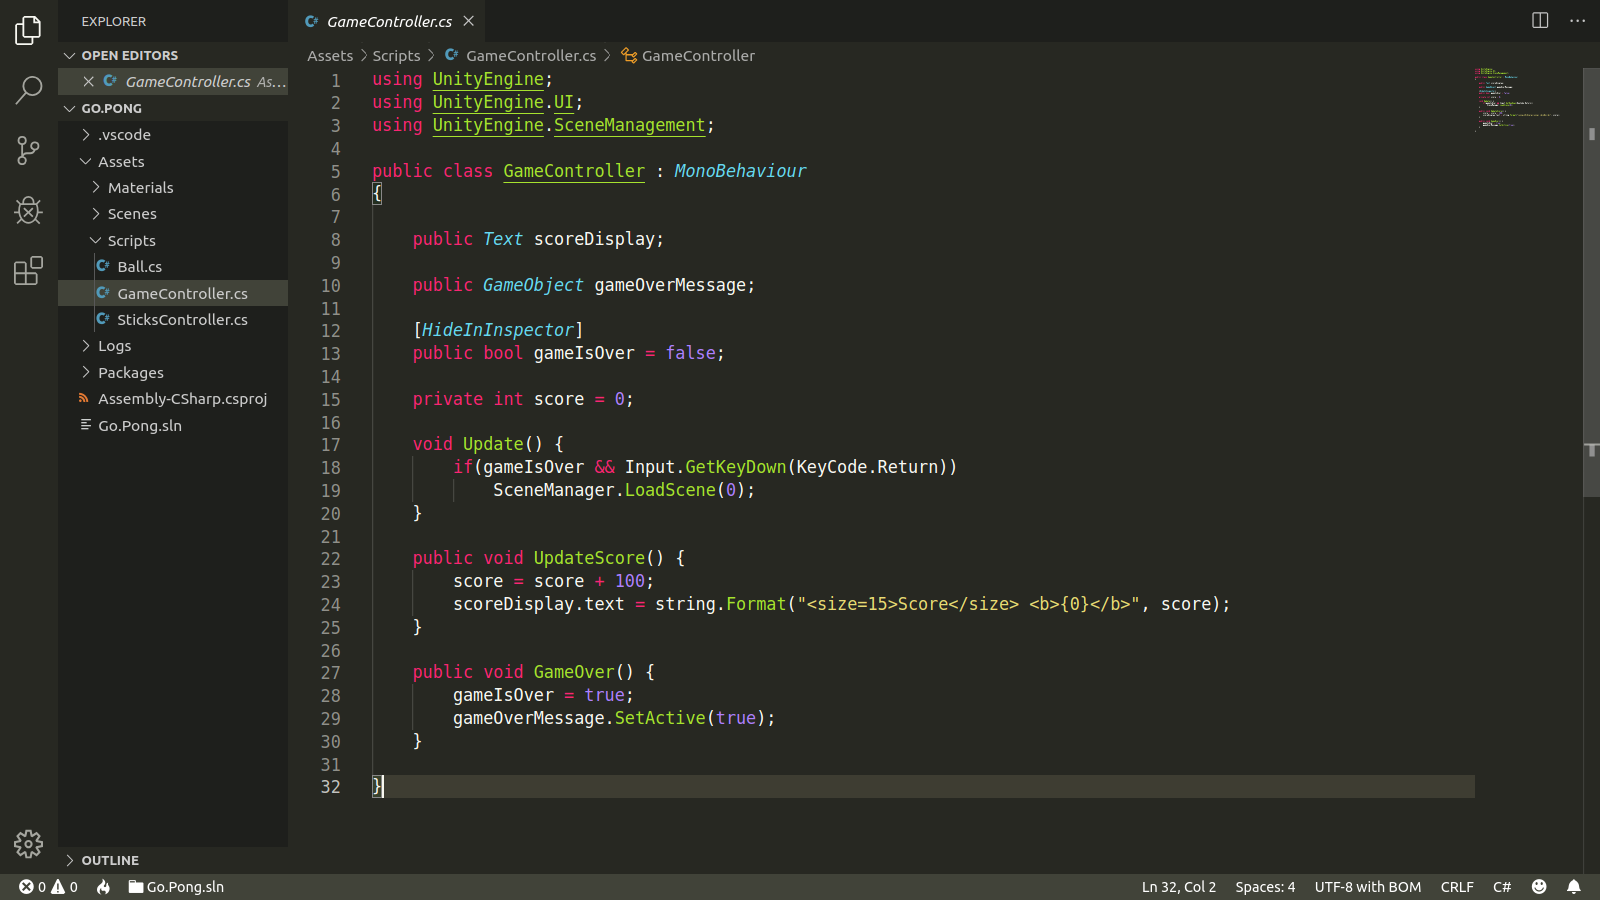 EXPLORER
OPEN EDITORS
GameController.cs As...
GO.PONG
.vscode
Assets
Materials
Scenes
Scripts
Ball.cs
GameController.cs
SticksController.cs
Logs
Packages
Assembly-CSharp.csproj
Go.Pong.sln
OUTLINE
GameController.cs
Assets Scripts GameController.cs GameController
1 using UnityEngine;
2 using UnityEngine.UI;
3 using UnityEngine.SceneManagement;
4
5 public class GameController : MonoBehaviour
6 {
7
8 public Text scoreDisplay;
9
10 public GameObject gameOverMessage;
11
12 [HideInInspector]
13 public bool gameIsOver = false;
14
15 private int score = 0;
16
17 void Update() {
18 if(gameIsOver && Input.GetKeyDown(KeyCode.Return))
19 SceneManager.LoadScene(0);
20 }
21
22 public void UpdateScore() {
23 score = score + 100;
24 scoreDisplay.text = string.Format("<size=15>Score</size> <b>{0}</b>", score);
25 }
26
27 public void GameOver() {
28 gameIsOver = true;
29 gameOverMessage.SetActive(true);
30 }
31
32 }
0 0 Go.Pong.sln Ln 32, Col 2 Spaces: 4 UTF-8 with BOM CRLF C#